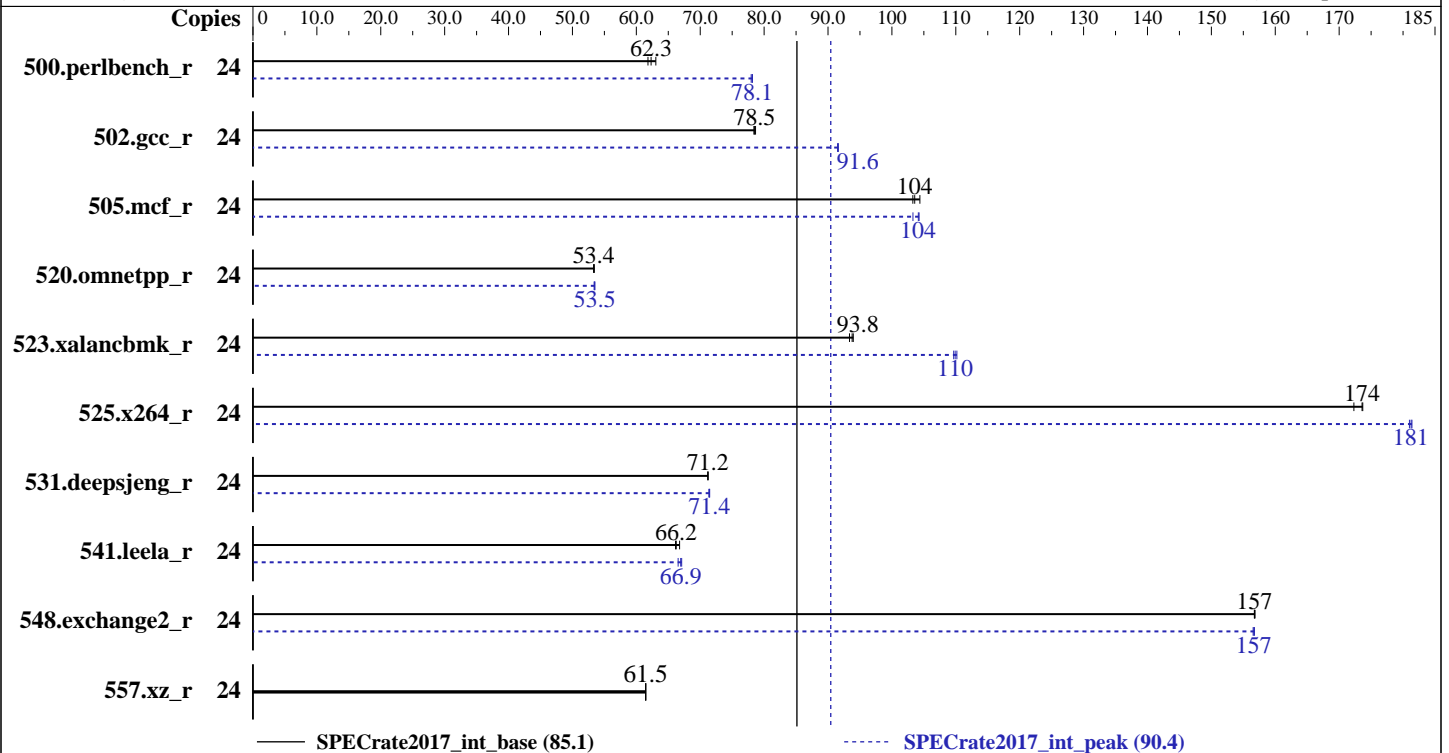 Copies 0 10.0 20.0 30.0 40.0 50.0 60.0 70.0 80.0 90.0 100 110 120 130 140 150 160 170 185
62.3
500.perlbench_r 24
78.1
78.5
502.gcc_r 24
91.6
104
505.mcf_r 24
104
53.4
520.omnetpp_r 24
53.5
93.8
523.xalancbmk_r 24
110
174
525.x264_r 24
181
71.2
531.deepsjeng_r 24
71.4
66.2
541.leela_r 24
66.9
157
548.exchange2_r 24
157
61.5
557.xz_r 24
SPECrate2017_int_base (85.1) SPECrate2017_int_peak (90.4)